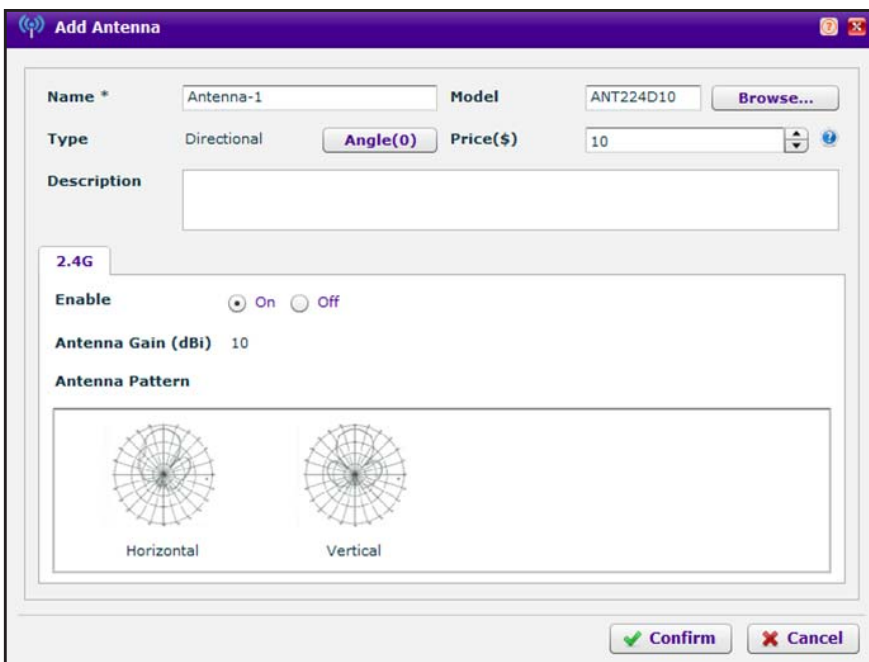 Add Antenna
Name * Antenna-1 Model ANT224D10 Browse...
Type Directional Angle(0) Price($) 10
Description
2.4G
Enable On Off
Antenna Gain (dBi) 10
Antenna Pattern
Horizontal Vertical
Confirm Cancel